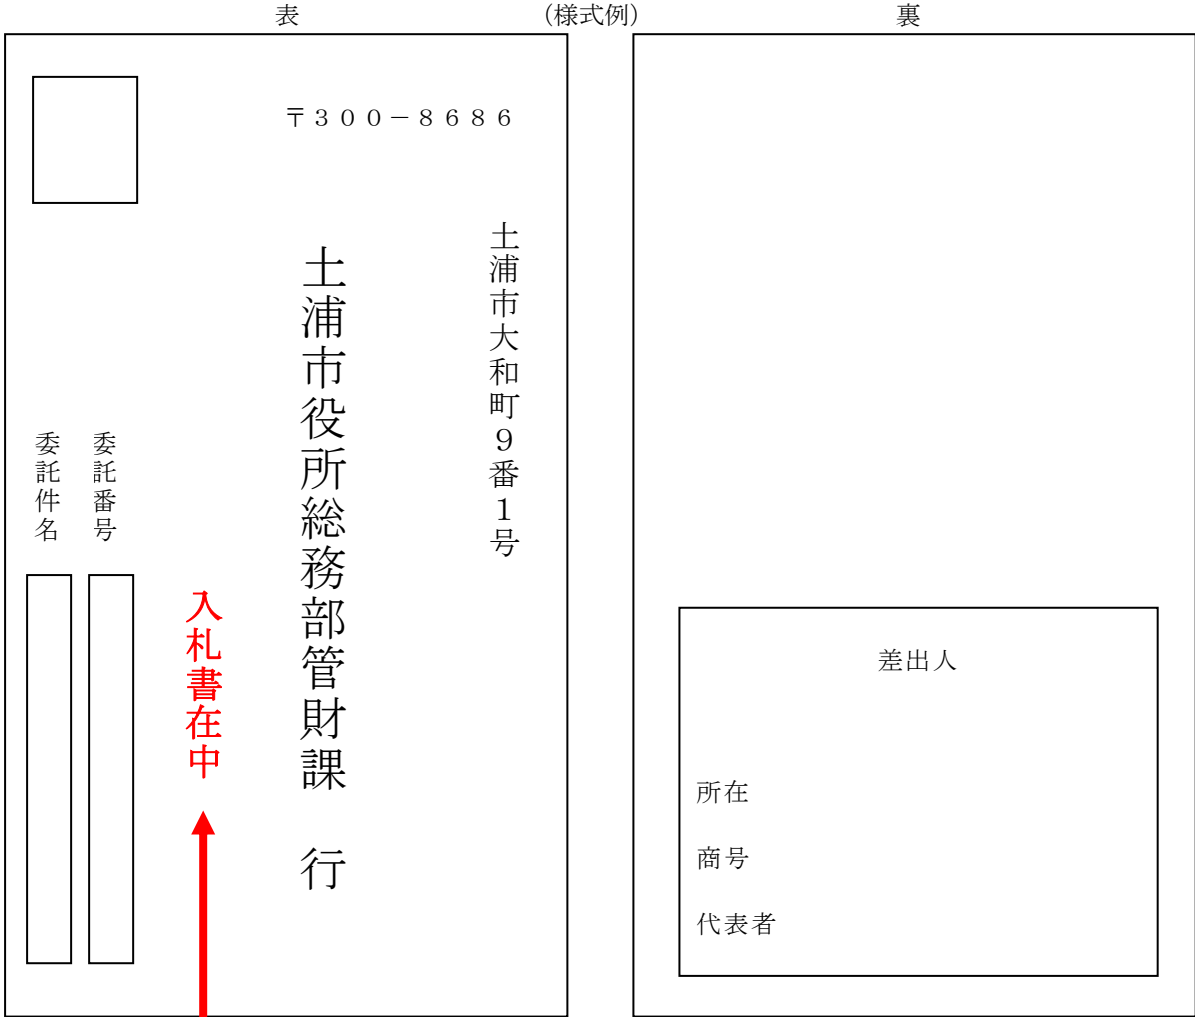 表
(様式例)
裏
〒３００－８６８６
土浦市大和町９番１号
土浦市役所総務部管財課　行
入札書在中
委託番号
委託件名
差出人
所在
商号
代表者